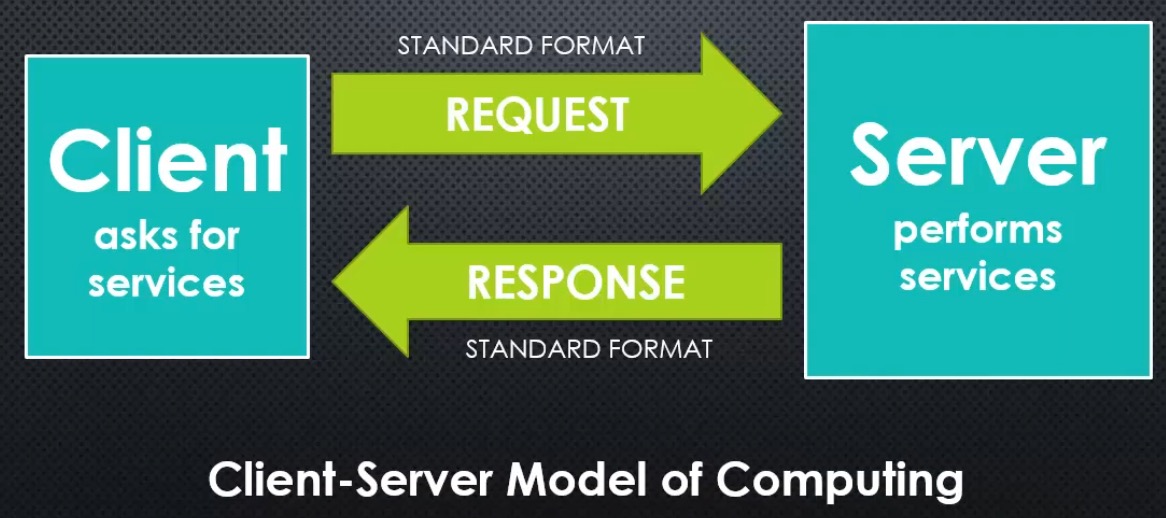 Client
asks for
services
STANDARD FORMAT
REQUEST
RESPONSE
STANDARD FORMAT
Server
performs
services
Client-Server Model of Computing